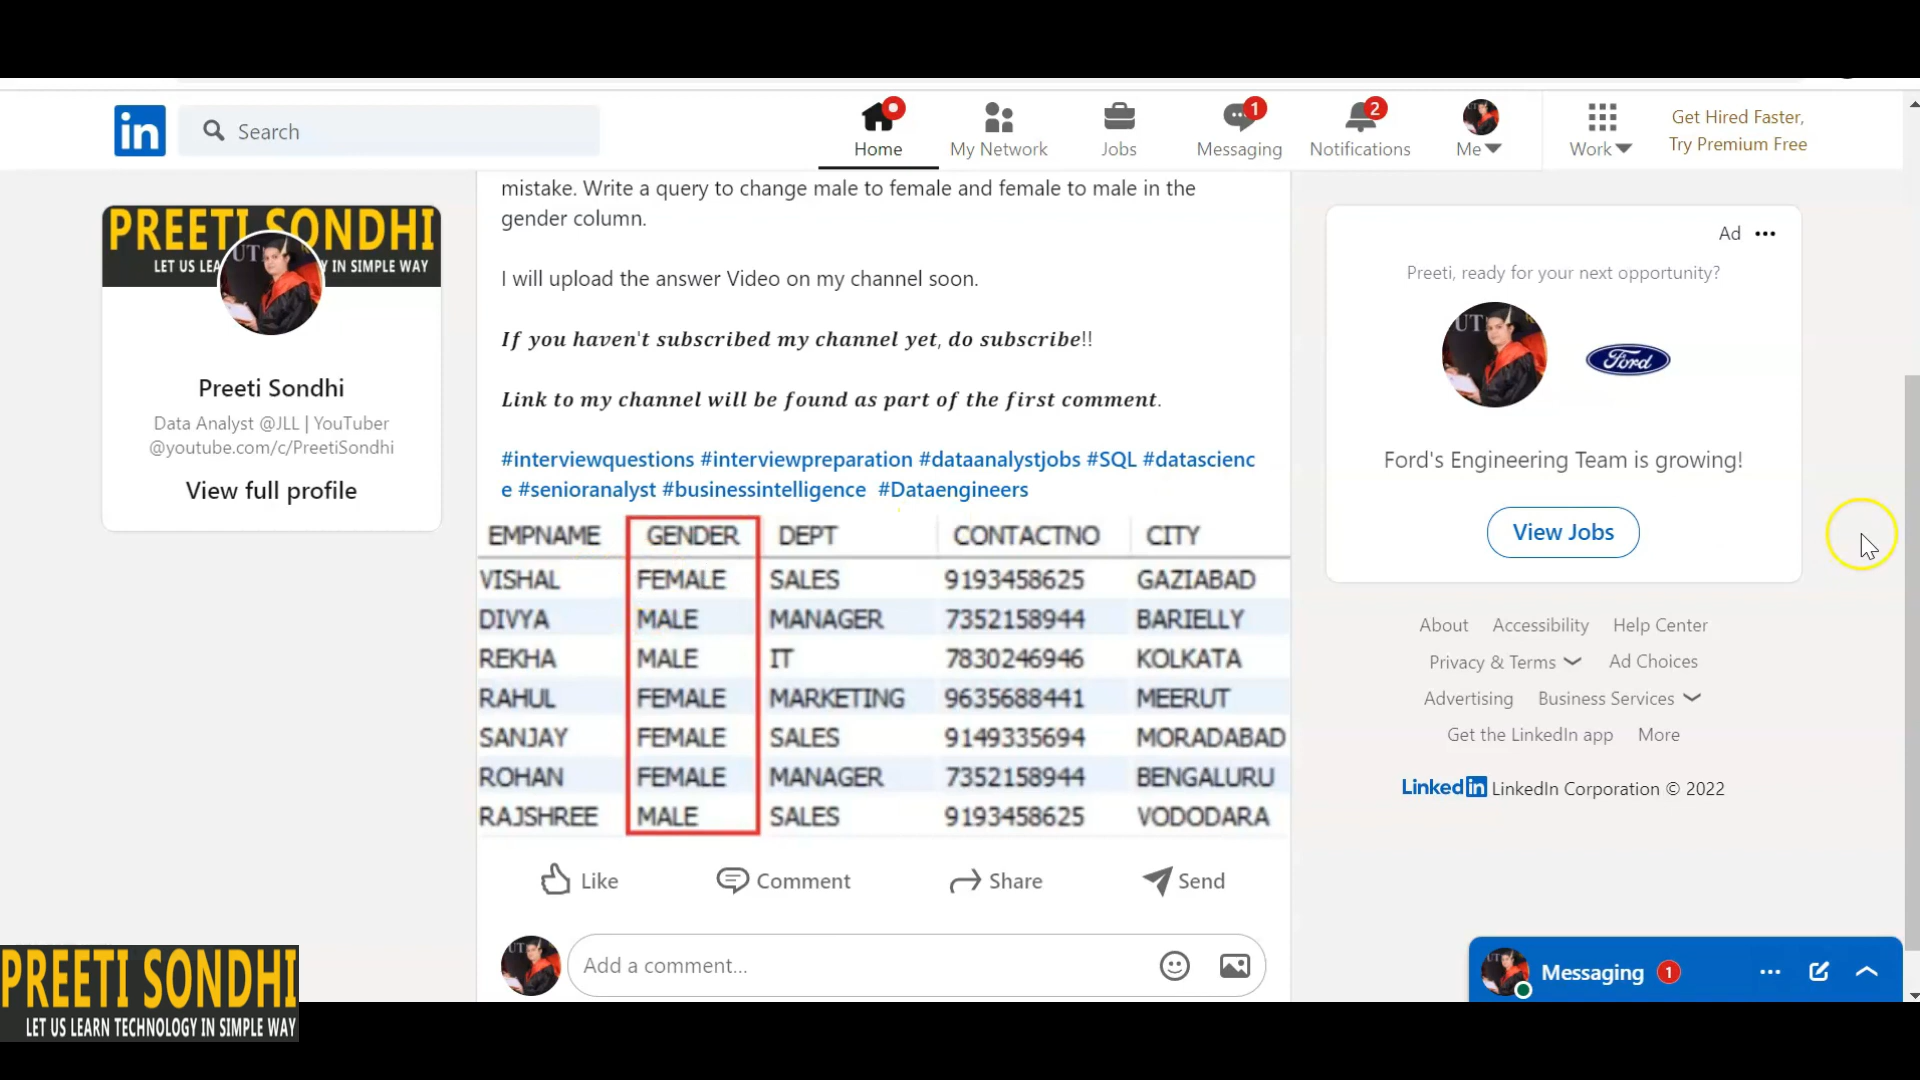 in
Search
Home
My Network
Jobs
1
Messaging
2
Notifications
Me
Work
Get Hired Faster,
Try Premium Free
PREETI SONDHI
Preeti Sondhi
Data Analyst @JLL | YouTuber
@youtube.com/c/PreetiSondhi
View full profile
mistake. Write a query to change male to female and female to male in the
gender column.
I will upload the answer Video on my channel soon.
If you haven't subscribed my channel yet, do subscribe!!
Link to my channel will be found as part of the first comment.
#interviewquestions #interviewpreparation #dataanalystjobs #SQL #datascienc
e #senioranalyst #businessintelligence #Dataengineers
EMPNAME GENDER DEPT CONTACTNO CITY
VISHAL FEMALE SALES 9193458625 GAZIABAD
DIVYA MALE MANAGER 7352158944 BARIELLY
REKHA MALE IT 7830246946 KOLKATA
RAHUL FEMALE MARKETING 9635688441 MEERUT
SANJAY FEMALE SALES 9149335694 MORADABAD
ROHAN FEMALE MANAGER 7352158944 BENGALURU
RAJSHREE MALE SALES 9193458625 VODODARA
Like Comment Share Send
Add a comment...
Ad
Preeti, ready for your next opportunity?
Ford
Ford's Engineering Team is growing!
View Jobs
About Accessibility Help Center
Privacy & Terms Ad Choices
Advertising Business Services
Get the LinkedIn app More
LinkedIn LinkedIn Corporation © 2022
Messaging 1
PREETI SONDHI
LET US LEARN TECHNOLOGY IN SIMPLE WAY